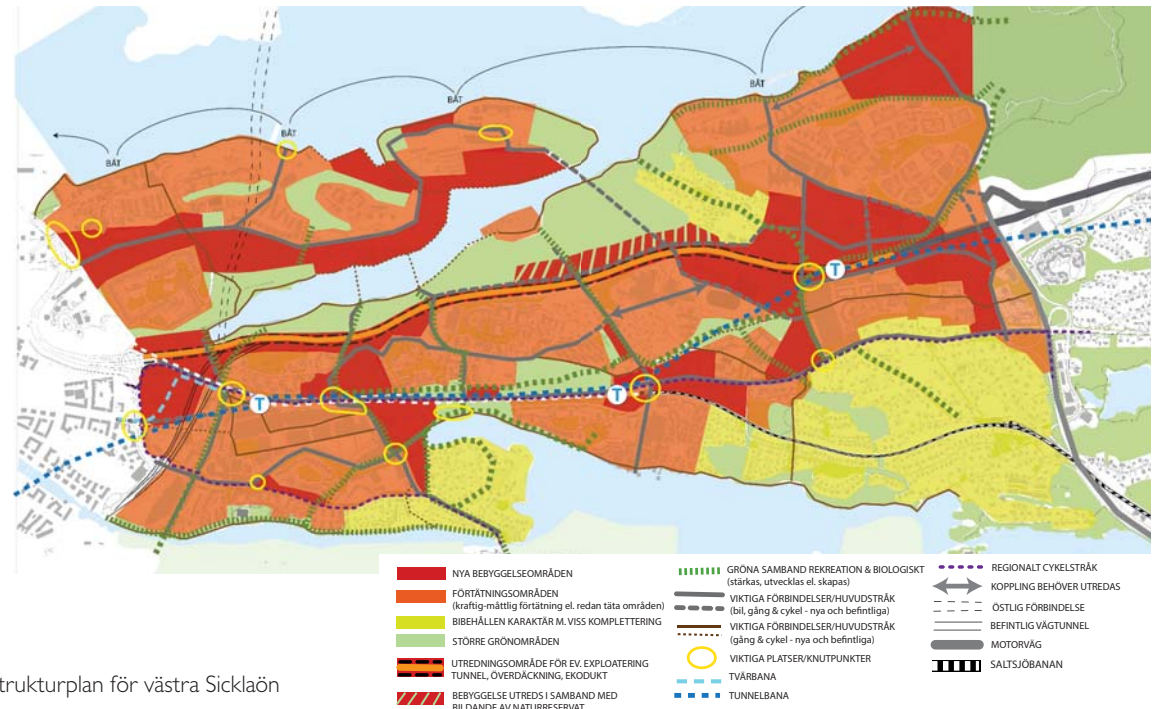 BÅT
BÅT
BÅT
BÅT
T
T
T
NYA BEBYGGELSEOMRÅDEN
FÖRTÄTNINGSOMRÅDEN
(kraftig-måttlig förtätning el. redan täta områden)
BIBEHÅLLEN KARAKTÄR M. VISS KOMPLETTERING
STÖRRE GRÖNOMRÅDEN
UTREDNINGSOMRÅDE FÖR EV. EXPLOATERING
TUNNEL, ÖVERDÄCKNING, EKODUKT
BEBYGGELSE UTREDS I SAMBAND MED
BILDANDE AV NATURRESERVAT
GRÖNA SAMBAND REKREATION & BIOLOGISKT
(stärkas, utvecklas el. skapas)
VIKTIGA FÖRBINDELSER/HUVUDSTRÅK
(bil, gång & cykel - nya och befintliga)
VIKTIGA FÖRBINDELSER/HUVUDSTRÅK
(gång & cykel - nya och befintliga)
VIKTIGA PLATSER/KNUTPUNKTER
TVÄRBANA
TUNNELBANA
REGIONALT CYKELSTRÅK
KOPPLING BEHÖVER UTREDAS
ÖSTLIG FÖRBINDELSE
BEFINTLIG VÄGTUNNEL
MOTORVÄG
SALTSJÖBANAN
trukturplan för västra Sicklaön